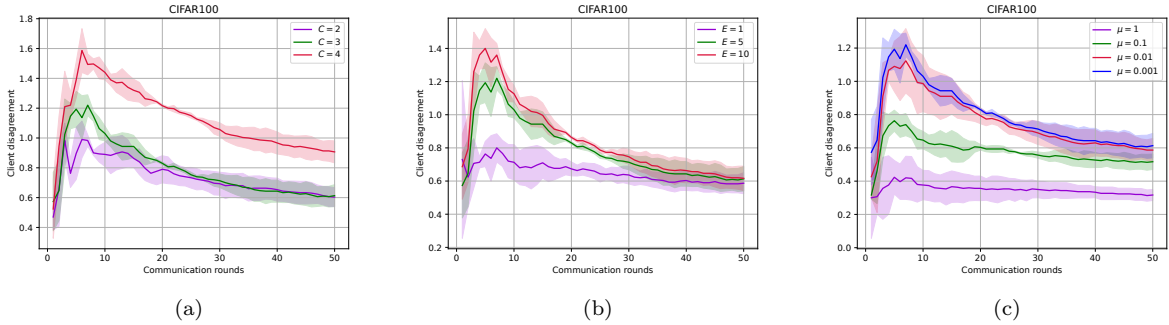 CIFAR100
Client disagreement
1.8
1.6
1.4
1.2
1.0
0.8
0.6
0.4
0
10
20
30
40
50
Communication rounds
C = 2
C = 3
C = 4
(a)
CIFAR100
Client disagreement
1.6
1.4
1.2
1.0
0.8
0.6
0.4
0.2
0
10
20
30
40
50
Communication rounds
E = 1
E = 5
E = 10
(b)
CIFAR100
Client disagreement
1.2
1.0
0.8
0.6
0.4
0.2
0.0
0
10
20
30
40
50
Communication rounds
μ = 1
μ = 0.1
μ = 0.01
μ = 0.001
(c)